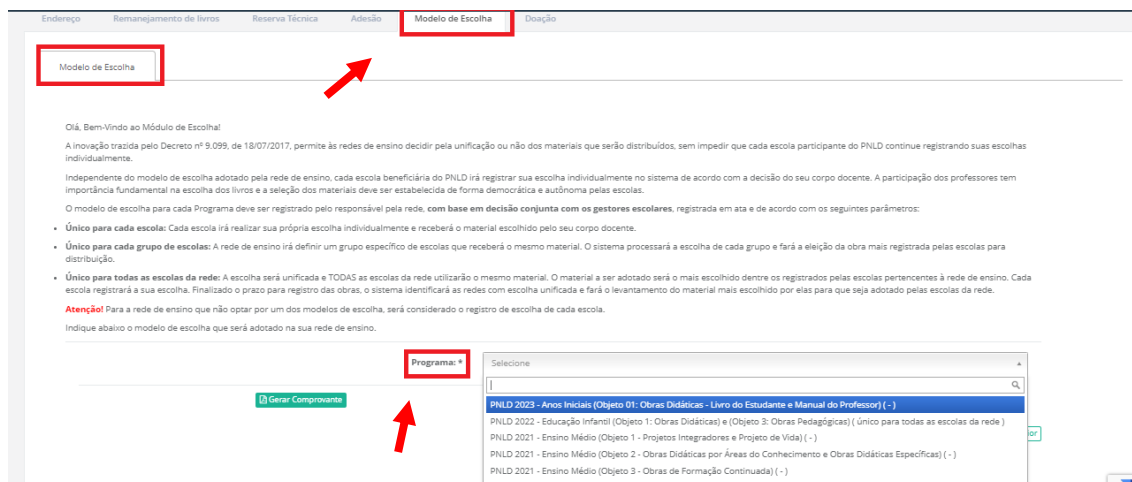 Endereço Remanejamento de livros Reserva Técnica Adesão Modelo de Escolha Doação
Modelo de Escolha
Olá, Bem-Vindo ao Módulo de Escolha!
A inovação trazida pelo Decreto nº 9.099, de 18/07/2017, permite às redes de ensino decidir pela unificação ou não dos materiais que serão distribuídos, sem impedir que cada escola participante do PNLD continue registrando suas escolhas
individualmente.
Independente do modelo de escolha adotado pela rede de ensino, cada escola beneficiária do PNLD irá registrar sua escolha individualmente no sistema de acordo com a decisão do seu corpo docente. A participação dos professores tem
importância fundamental na escolha dos livros e a seleção dos materiais deve ser estabelecida de forma democrática e autônoma pelas escolas.
O modelo de escolha para cada Programa deve ser registrado pelo responsável pela rede, com base em decisão conjunta com os gestores escolares, registrada em ata e de acordo com os seguintes parâmetros:
• Único para cada escola: Cada escola irá realizar sua própria escolha individualmente e receberá o material escolhido pelo seu corpo docente.
• Único para cada grupo de escolas: A rede de ensino irá definir um grupo específico de escolas que receberá o mesmo material. O sistema processará a escolha de cada grupo e fará a eleição da obra mais registrada pelas escolas para
distribuição.
• Único para todas as escolas da rede: A escolha será unificada e TODAS as escolas da rede utilizarão o mesmo material. O material a ser adotado será o mais escolhido dentre os registrados pelas escolas pertencentes à rede de ensino. Cada
escola registrará a sua escolha. Finalizado o prazo para registro das obras, o sistema identificará as redes com escolha unificada e fará o levantamento do material mais escolhido por elas para que seja adotado pelas escolas da rede.
Atenção! Para a rede de ensino que não optar por um dos modelos de escolha, será considerado o registro de escolha de cada escola.
Indique abaixo o modelo de escolha que será adotado na sua rede de ensino.
Programa: * Selecione
Gerar Comprovante
PNLD 2023 - Anos Iniciais (Objeto 01: Obras Didáticas - Livro do Estudante e Manual do Professor) ( - )
PNLD 2022 - Educação Infantil (Objeto 1: Obras Didáticas) e (Objeto 3: Obras Pedagógicas) ( único para todas as escolas da rede )
PNLD 2021 - Ensino Médio (Objeto 1 - Projetos Integradores e Projeto de Vida) ( - )
PNLD 2021 - Ensino Médio (Objeto 2 - Obras Didáticas por Áreas do Conhecimento e Obras Didáticas Específicas) ( - )
PNLD 2021 - Ensino Médio (Objeto 3 - Obras de Formação Continuada) ( - )